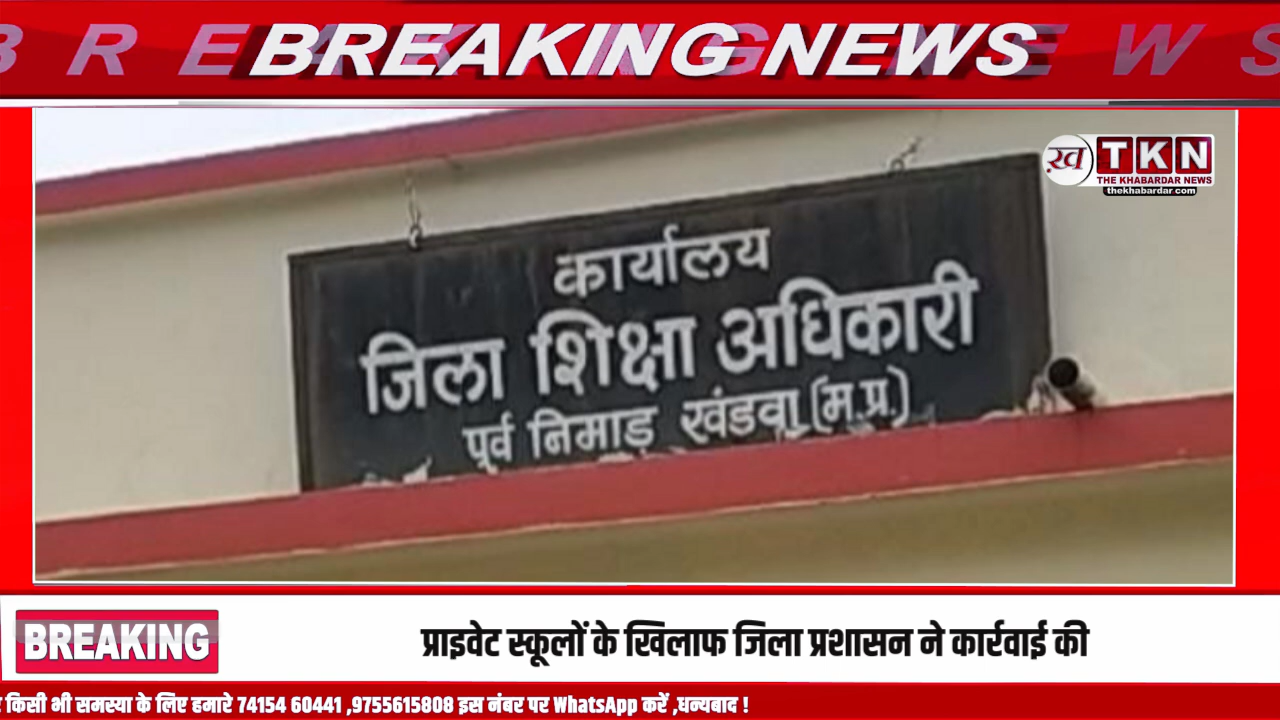 BREAKING NEWS
ख़ TKN
THE KHABARDAR NEWS
thekhabardar.com
कार्यालय
जिला शिक्षा अधिकारी
पूर्व निमाड़ खंडवा (म.प्र.)
BREAKING
प्राइवेट स्कूलों के खिलाफ जिला प्रशासन ने कार्रवाई की
किसी भी समस्या के लिए हमारे 74154 60441 ,9755615808 इस नंबर पर WhatsApp करें ,धन्यबाद !